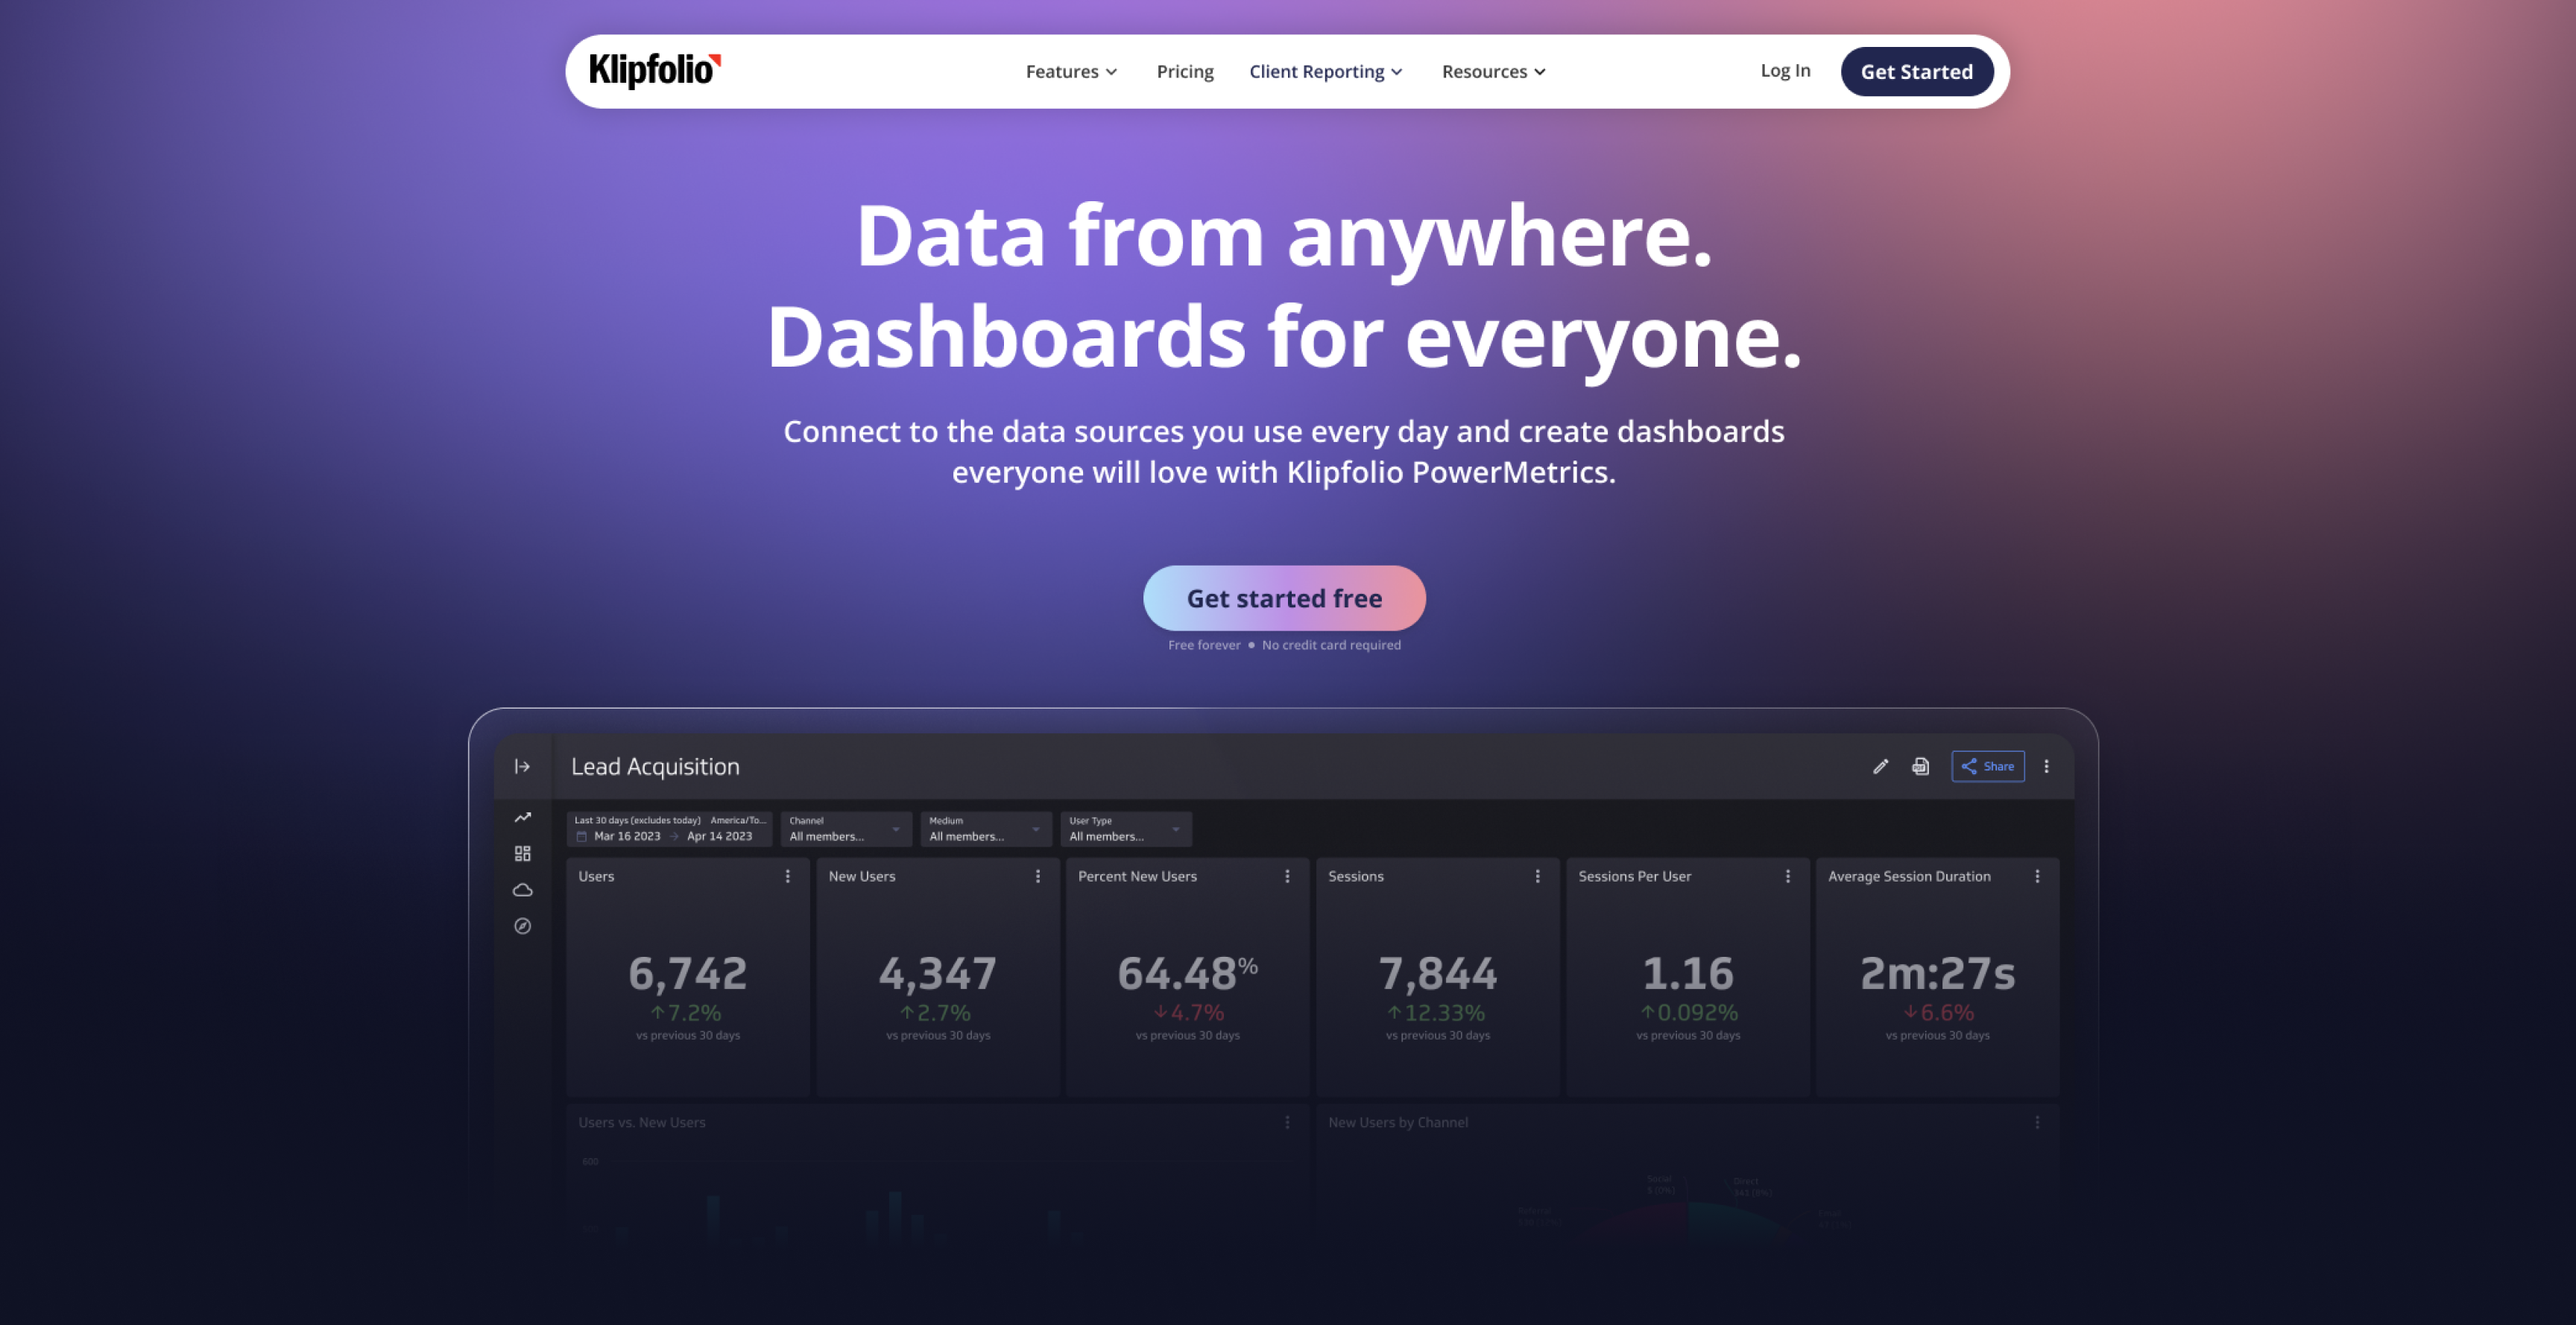 Klipfolio
Features
Pricing
Client Reporting
Resources
Log In
Get Started
Data from anywhere.
Dashboards for everyone.
Connect to the data sources you use every day and create dashboards
everyone will love with Klipfolio PowerMetrics.
Get started free
Free forever • No credit card required
Lead Acquisition
Share
Last 30 days (excludes today) America/To...
Mar 16 2023 → Apr 14 2023
Channel
All members...
Medium
All members...
User Type
All members...
Users
6,742
↑7.2%
vs previous 30 days
New Users
4,347
↑2.7%
vs previous 30 days
Percent New Users
64.48%
↓4.7%
vs previous 30 days
Sessions
7,844
↑12.33%
vs previous 30 days
Sessions Per User
1.16
↑0.092%
vs previous 30 days
Average Session Duration
2m:27s
↓6.6%
vs previous 30 days
Users vs. New Users
600
New Users by Channel
Social
Direct